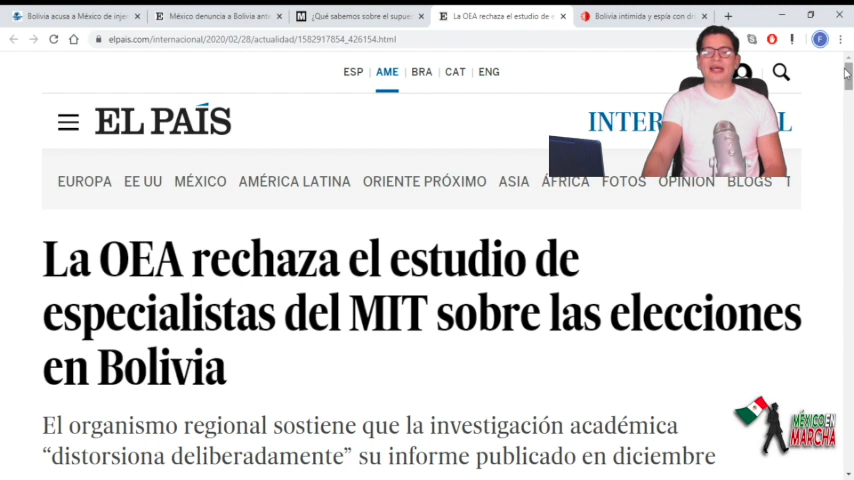 Bolivia acusa a México de injer
México denuncia a Bolivia ante
¿Qué sabemos sobre el supues
La OEA rechaza el estudio de e
Bolivia intimida y espía con dr
elpais.com/internacional/2020/02/28/actualidad/1582917854_426154.html
ESP | AME | BRA | CAT | ENG
EL PAÍS
INTER L
EUROPA EE UU MÉXICO AMÉRICA LATINA ORIENTE PRÓXIMO ASIA ÁFRICA FOTOS OPINIÓN BLOGS T
La OEA rechaza el estudio de
especialistas del MIT sobre las elecciones
en Bolivia
El organismo regional sostiene que la investigación académica
“distorsiona deliberadamente” su informe publicado en diciembre
MÉXICO EN
MARCHA